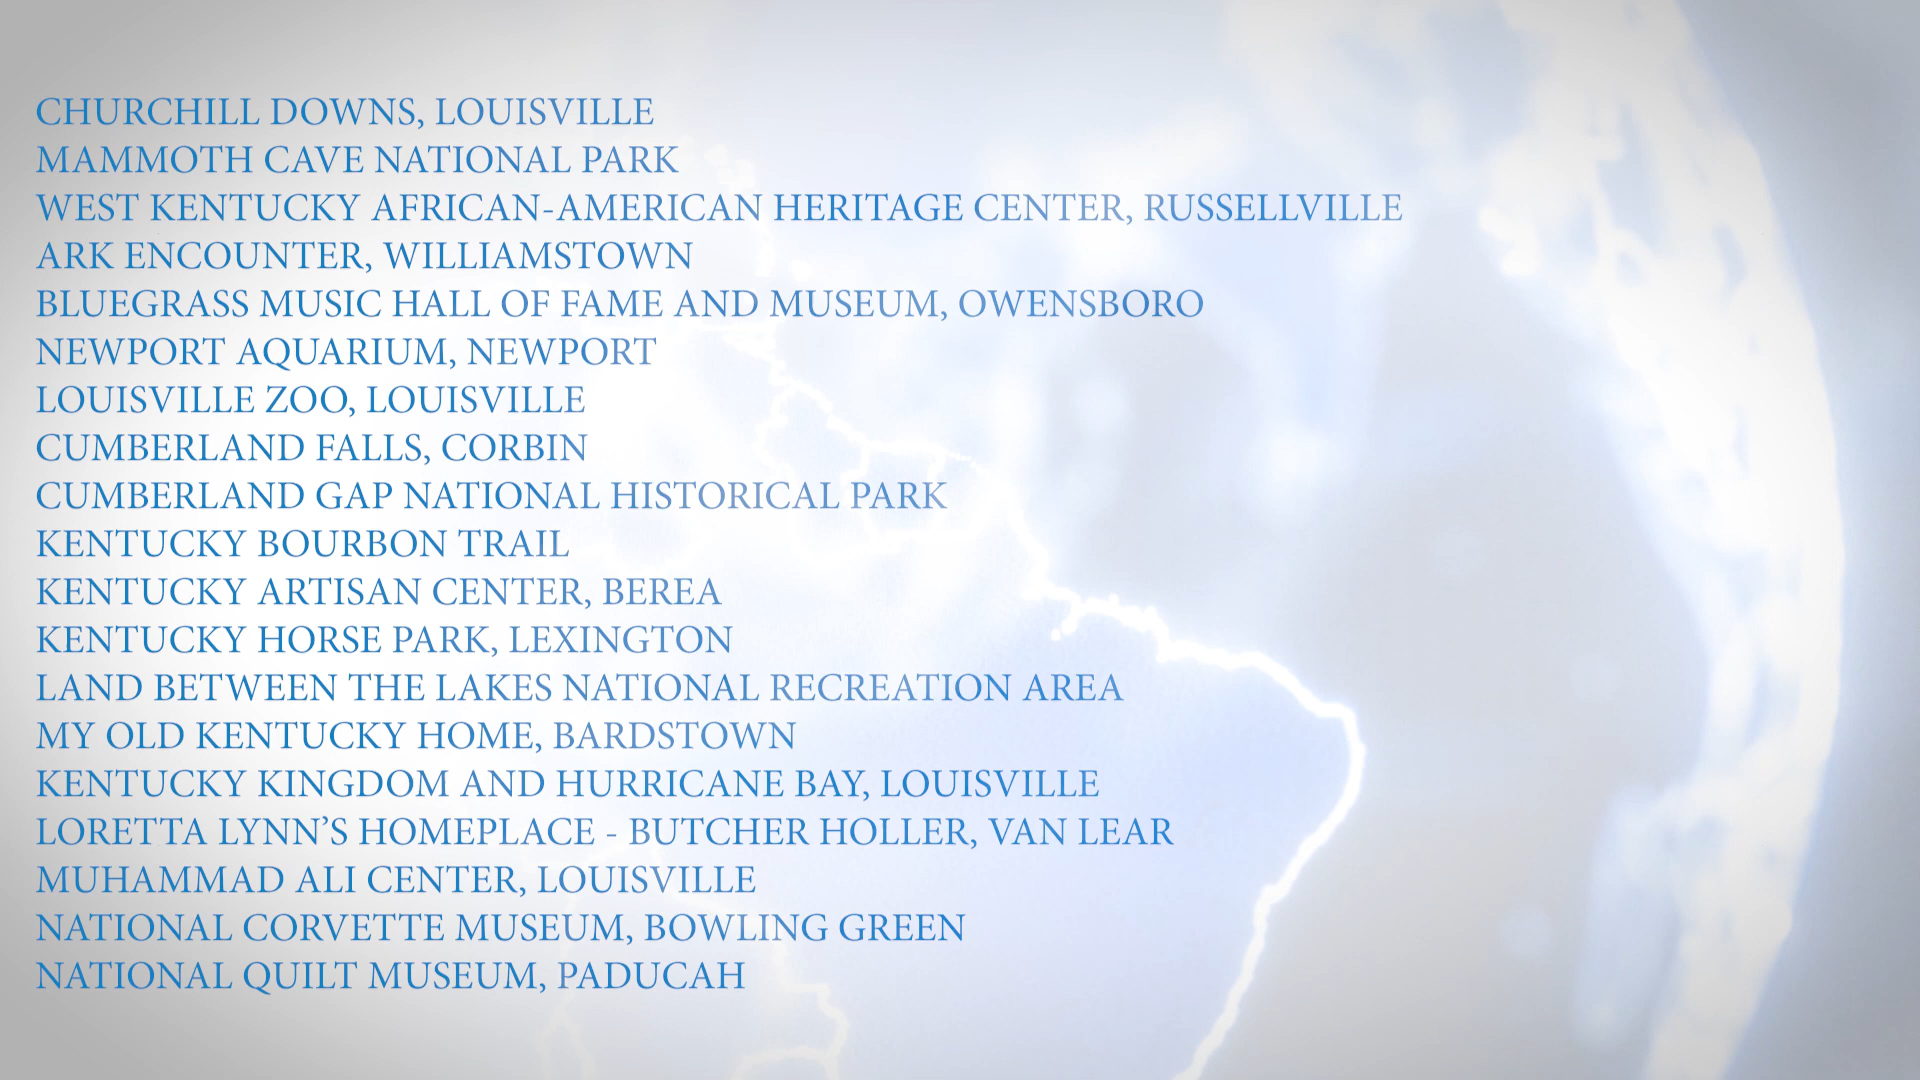 CHURCHILL DOWNS, LOUISVILLE
MAMMOTH CAVE NATIONAL PARK
WEST KENTUCKY AFRICAN-AMERICAN HERITAGE CENTER, RUSSELLVILLE
ARK ENCOUNTER, WILLIAMSTOWN
BLUEGRASS MUSIC HALL OF FAME AND MUSEUM, OWENSBORO
NEWPORT AQUARIUM, NEWPORT
LOUISVILLE ZOO, LOUISVILLE
CUMBERLAND FALLS, CORBIN
CUMBERLAND GAP NATIONAL HISTORICAL PARK
KENTUCKY BOURBON TRAIL
KENTUCKY ARTISAN CENTER, BEREA
KENTUCKY HORSE PARK, LEXINGTON
LAND BETWEEN THE LAKES NATIONAL RECREATION AREA
MY OLD KENTUCKY HOME, BARDSTOWN
KENTUCKY KINGDOM AND HURRICANE BAY, LOUISVILLE
LORETTA LYNN’S HOMEPLACE - BUTCHER HOLLER, VAN LEAR
MUHAMMAD ALI CENTER, LOUISVILLE
NATIONAL CORVETTE MUSEUM, BOWLING GREEN
NATIONAL QUILT MUSEUM, PADUCAH